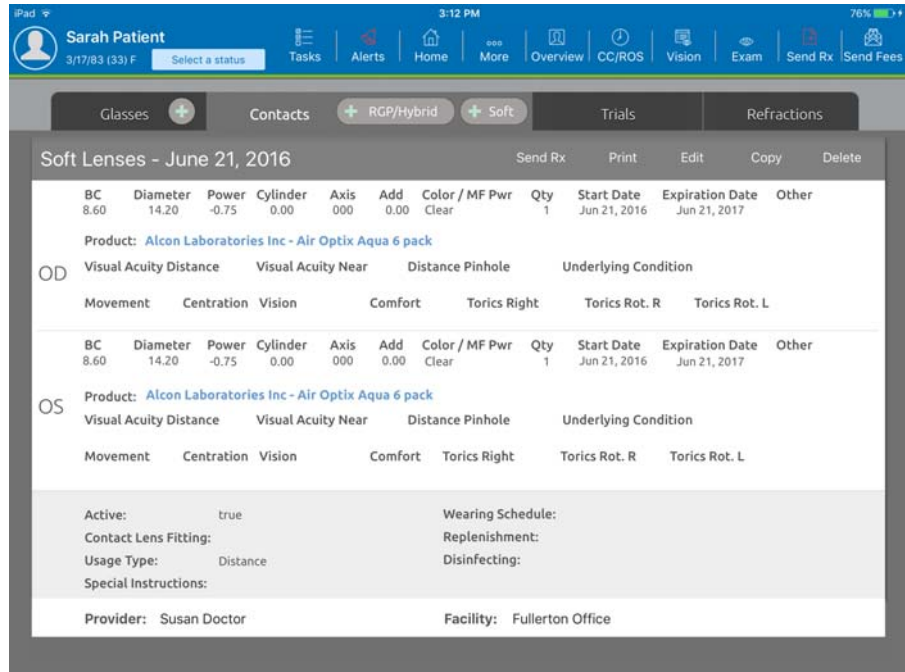 iPad 3:12 PM 76%
Sarah Patient
3/17/83 (33) F Select a status
Tasks Alerts Home More Overview CC/ROS Vision Exam Send Rx Send Fees
Glasses Contacts RGP/Hybrid Soft Trials Refractions
Soft Lenses - June 21, 2016 Send Rx Print Edit Copy Delete
BC Diameter Power Cylinder Axis Add Color / MF Pwr Qty Start Date Expiration Date Other
8.60 14.20 -0.75 0.00 000 0.00 Clear 1 Jun 21, 2016 Jun 21, 2017
Product: Alcon Laboratories Inc - Air Optix Aqua 6 pack
OD
Visual Acuity Distance Visual Acuity Near Distance Pinhole Underlying Condition
Movement Centration Vision Comfort Torics Right Torics Rot. R Torics Rot. L
BC Diameter Power Cylinder Axis Add Color / MF Pwr Qty Start Date Expiration Date Other
8.60 14.20 -0.75 0.00 000 0.00 Clear 1 Jun 21, 2016 Jun 21, 2017
Product: Alcon Laboratories Inc - Air Optix Aqua 6 pack
OS
Visual Acuity Distance Visual Acuity Near Distance Pinhole Underlying Condition
Movement Centration Vision Comfort Torics Right Torics Rot. R Torics Rot. L
Active: true Wearing Schedule:
Contact Lens Fitting: Replenishment:
Usage Type: Distance Disinfecting:
Special Instructions:
Provider: Susan Doctor Facility: Fullerton Office